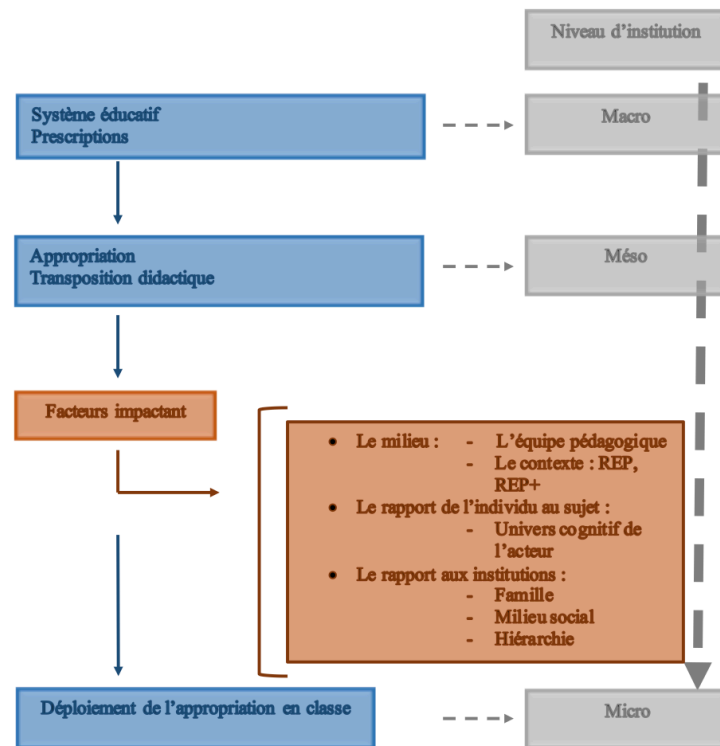 Niveau d'institution
Système éducatif
Prescriptions
Macro
Appropriation
Transposition didactique
Méso
Facteurs impactant
• Le milieu : - L'équipe pédagogique
- Le contexte : REP,
REP+
• Le rapport de l'individu au sujet :
- Univers cognitif de
l'acteur
• Le rapport aux institutions :
- Famille
- Milieu social
- Hiérarchie
Déploiement de l'appropriation en classe
Micro